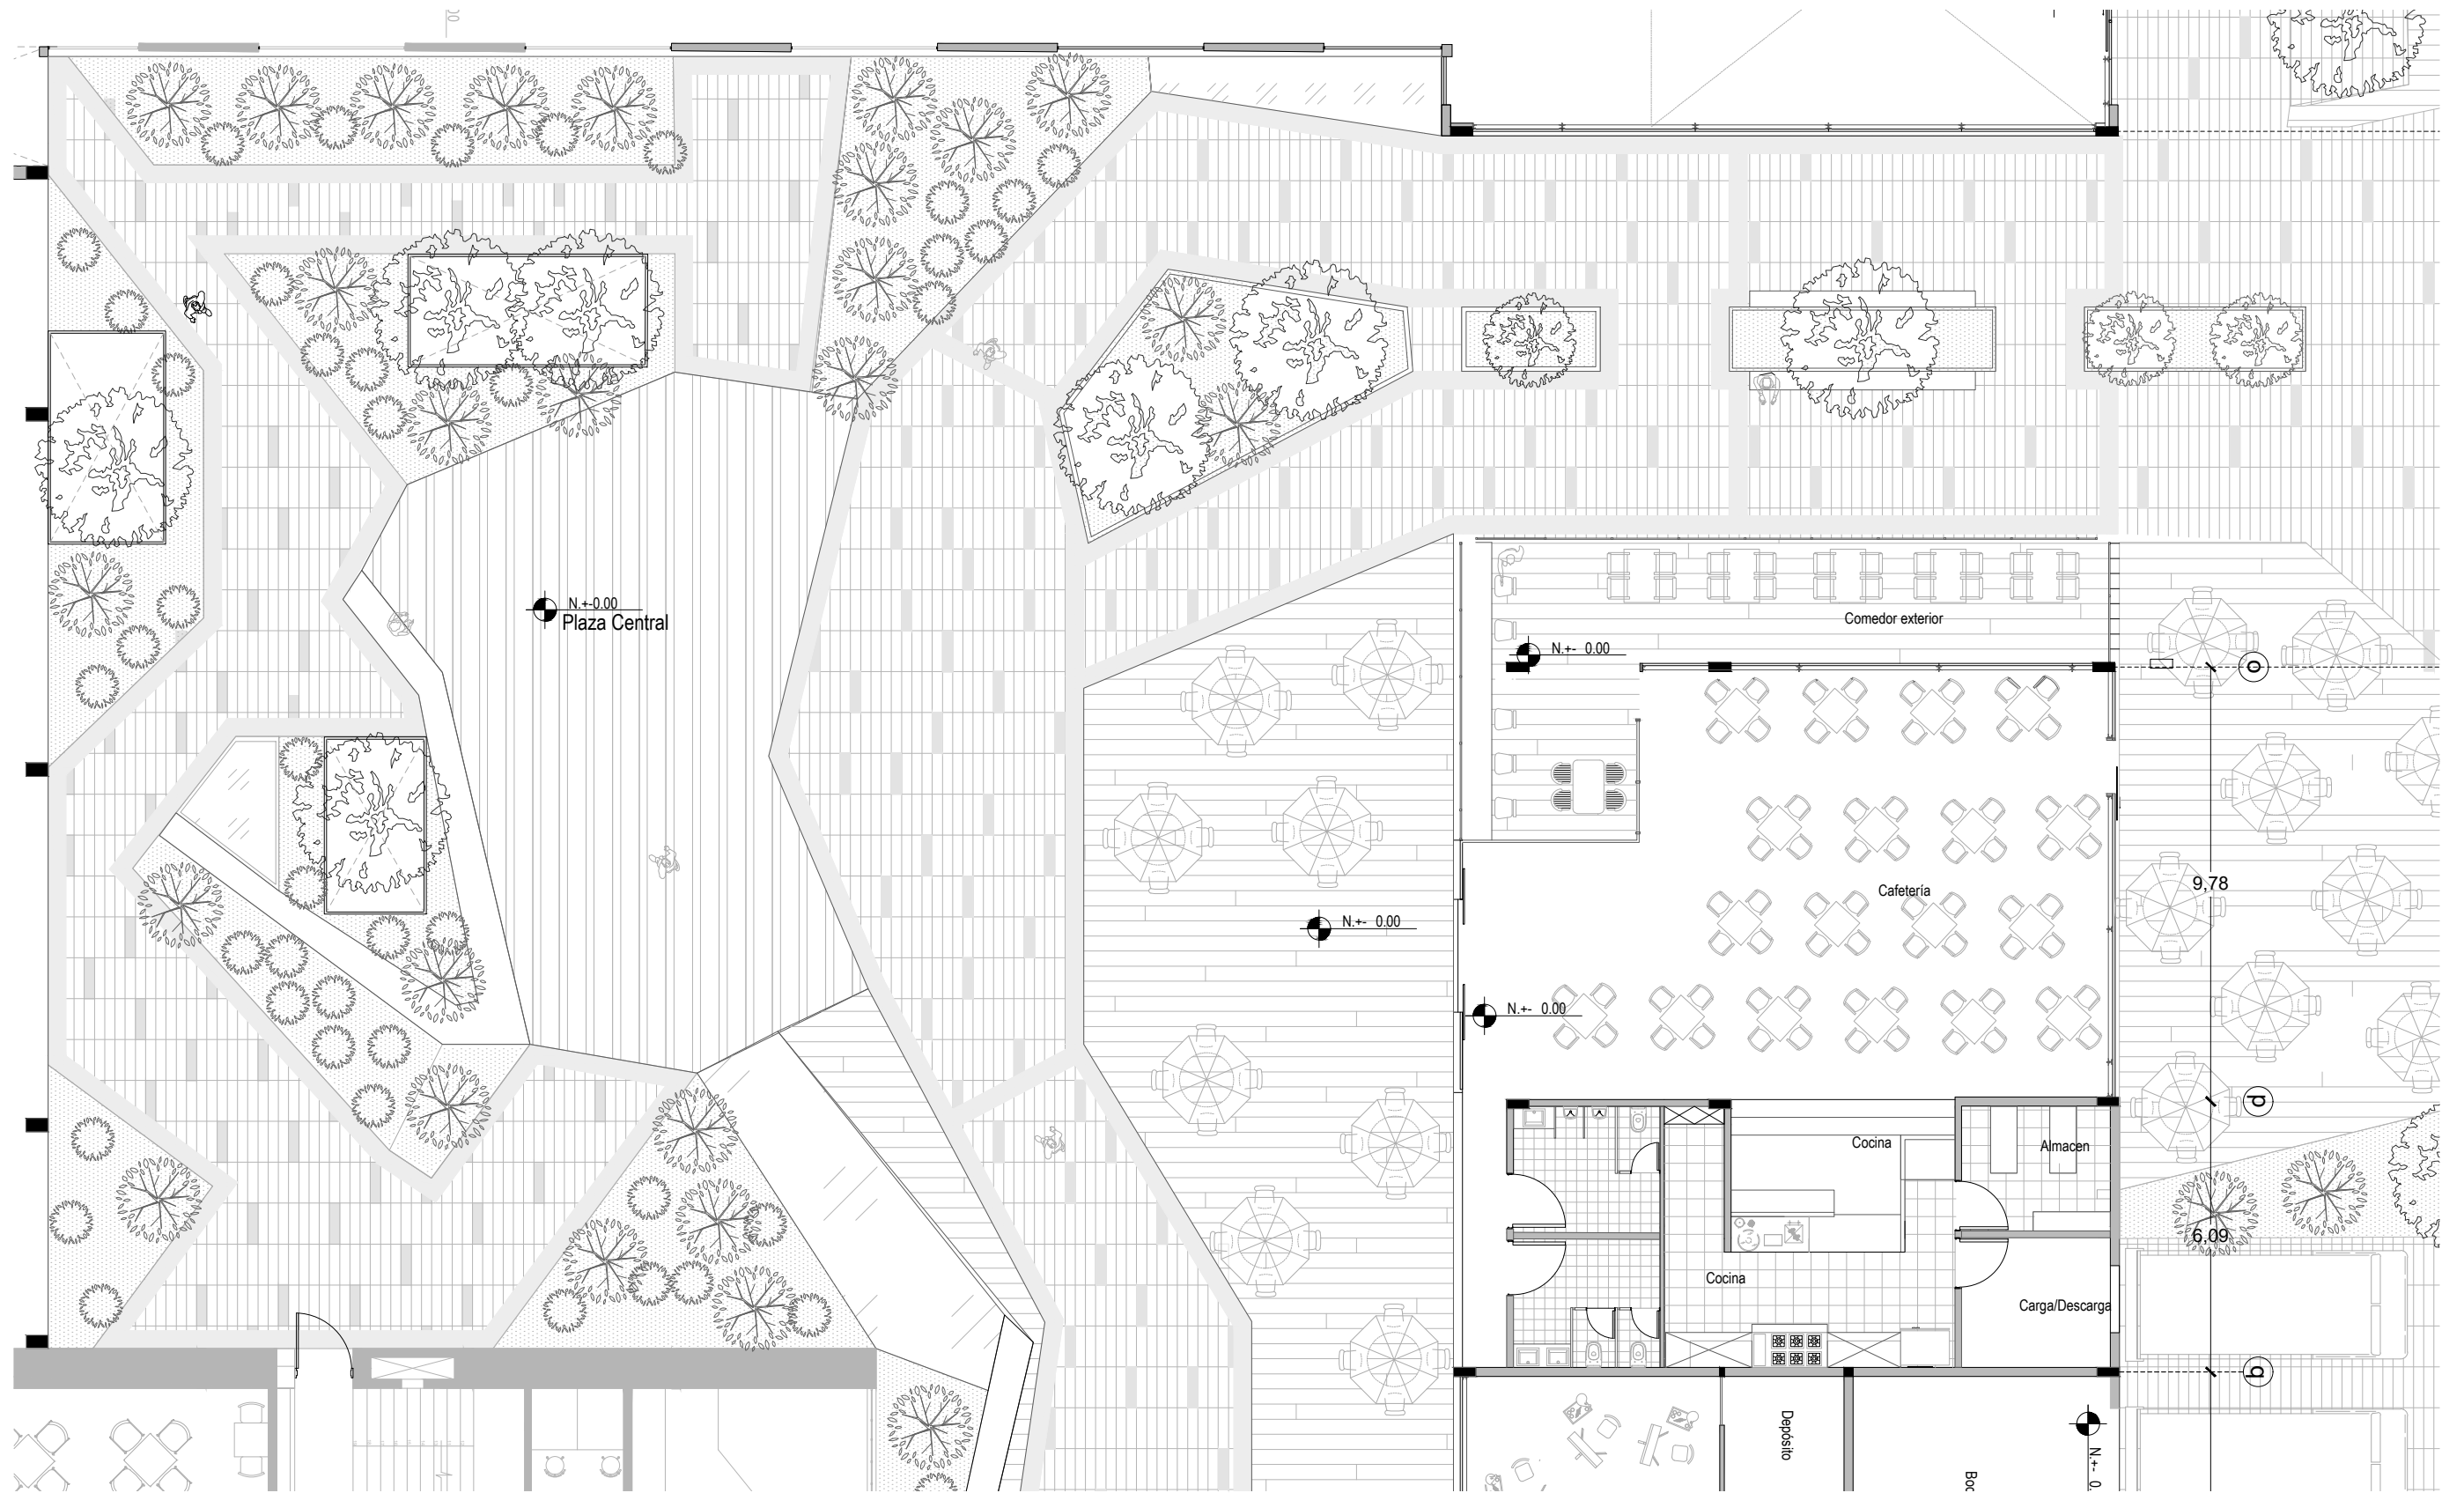 N.+-0.00
Plaza Central
Comedor exterior
N.+- 0.00
o
9,78
Cafetería
N.+- 0.00
N.+- 0.00
p
Cocina
Almacen
6,09
Cocina
Carga/Descarga
q
Depósito
N.+- 0.